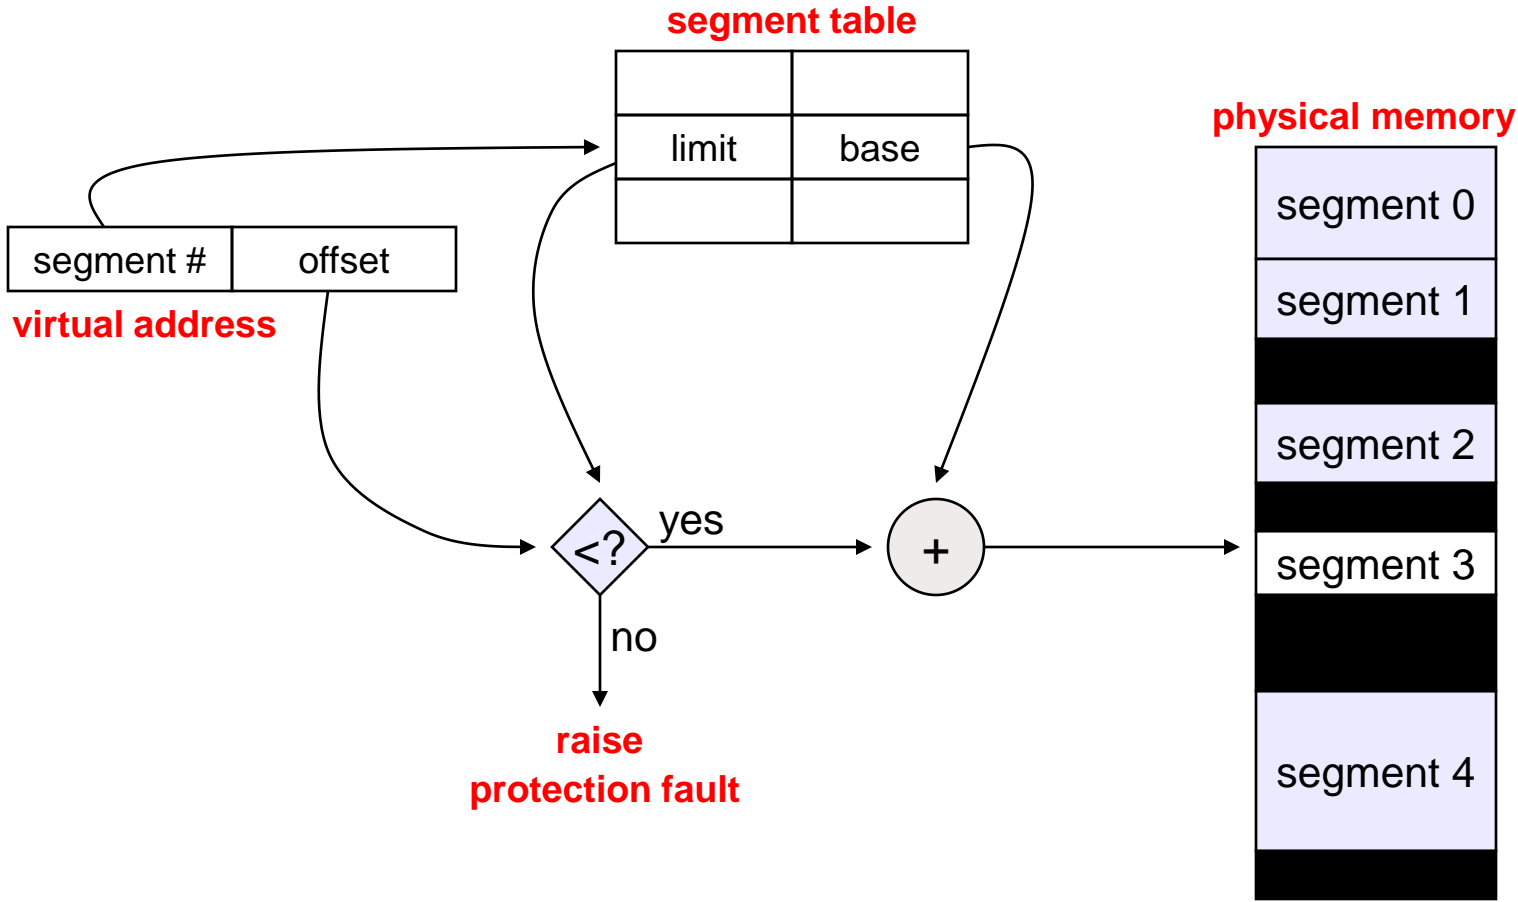 segment table
physical memory
limit base
segment 0
segment # offset
segment 1
virtual address
segment 2
yes
<?
+
segment 3
no
raise
protection fault
segment 4